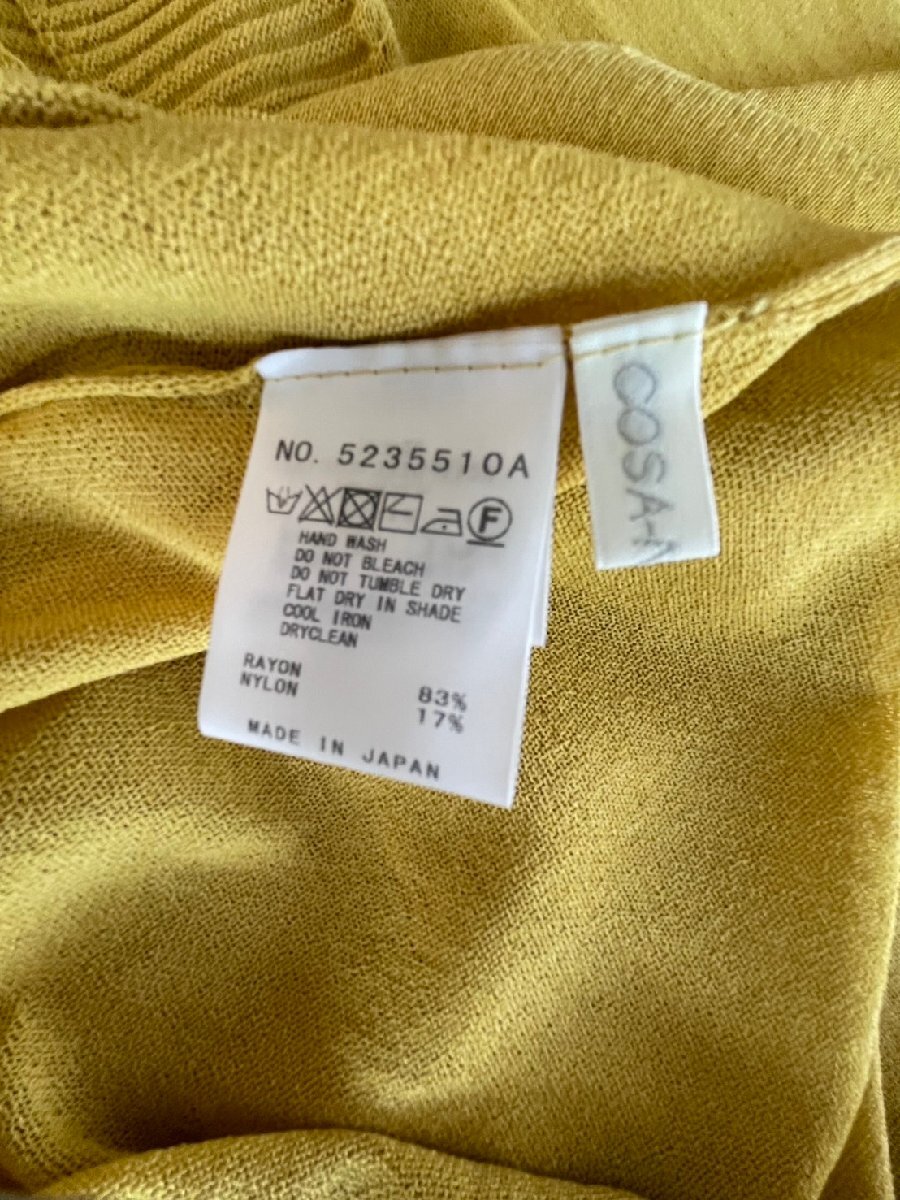 NO. 5235510A
F
HAND WASH
DO NOT BLEACH
DO NOT TUMBLE DRY
FLAT DRY IN SHADE
COOL IRON
DRYCLEAN
RAYON 83%
NYLON 17%
MADE IN JAPAN
COSA-